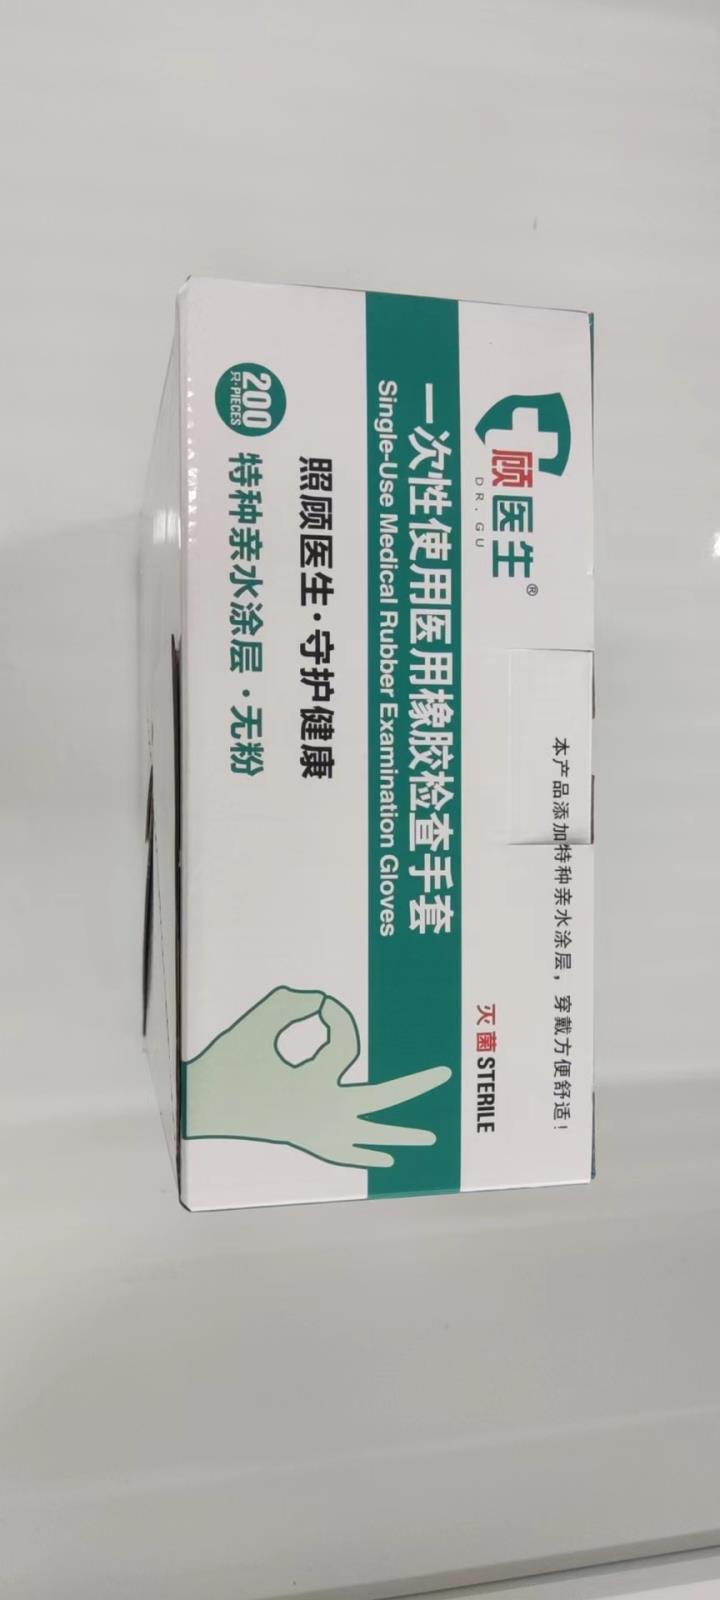 本产品添加特种亲水涂层，穿戴方便舒适！
顾医生®
DR. GU
灭菌 STERILE
一次性使用医用橡胶检查手套
Single-Use Medical Rubber Examination Gloves
照顾医生·守护健康
200
只·PIECES
特种亲水涂层·无粉